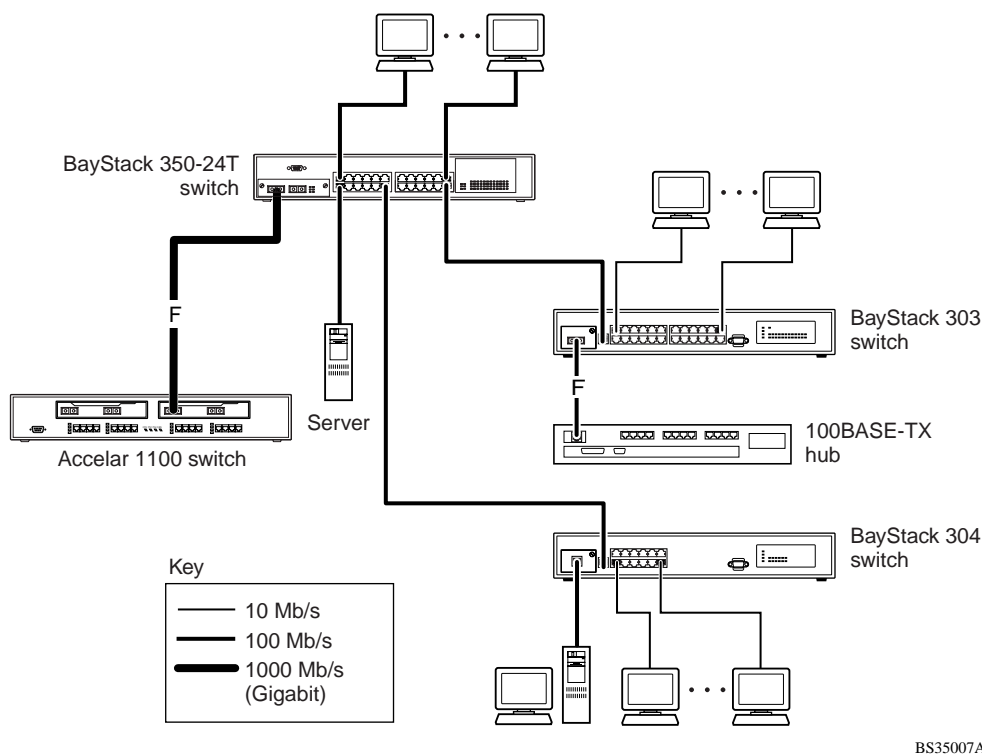 BayStack 350-24T
switch
F
Server
Accelar 1100 switch
BayStack 303
switch
F
100BASE-TX
hub
BayStack 304
switch
Key
10 Mb/s
100 Mb/s
1000 Mb/s
(Gigabit)
BS35007A